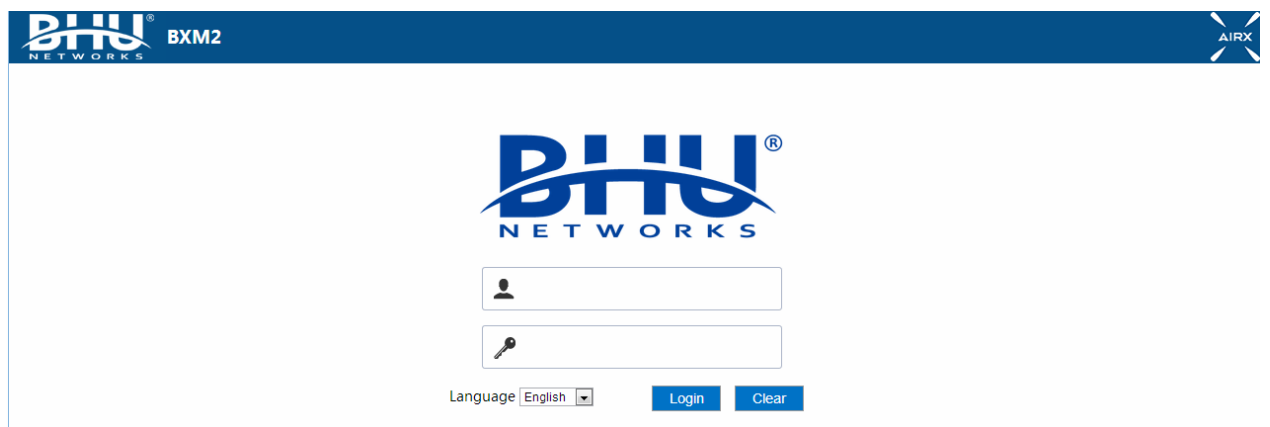 BHU® BXM2 AIRX
NETWORKS
BHU®
NETWORKS
Language English Login Clear